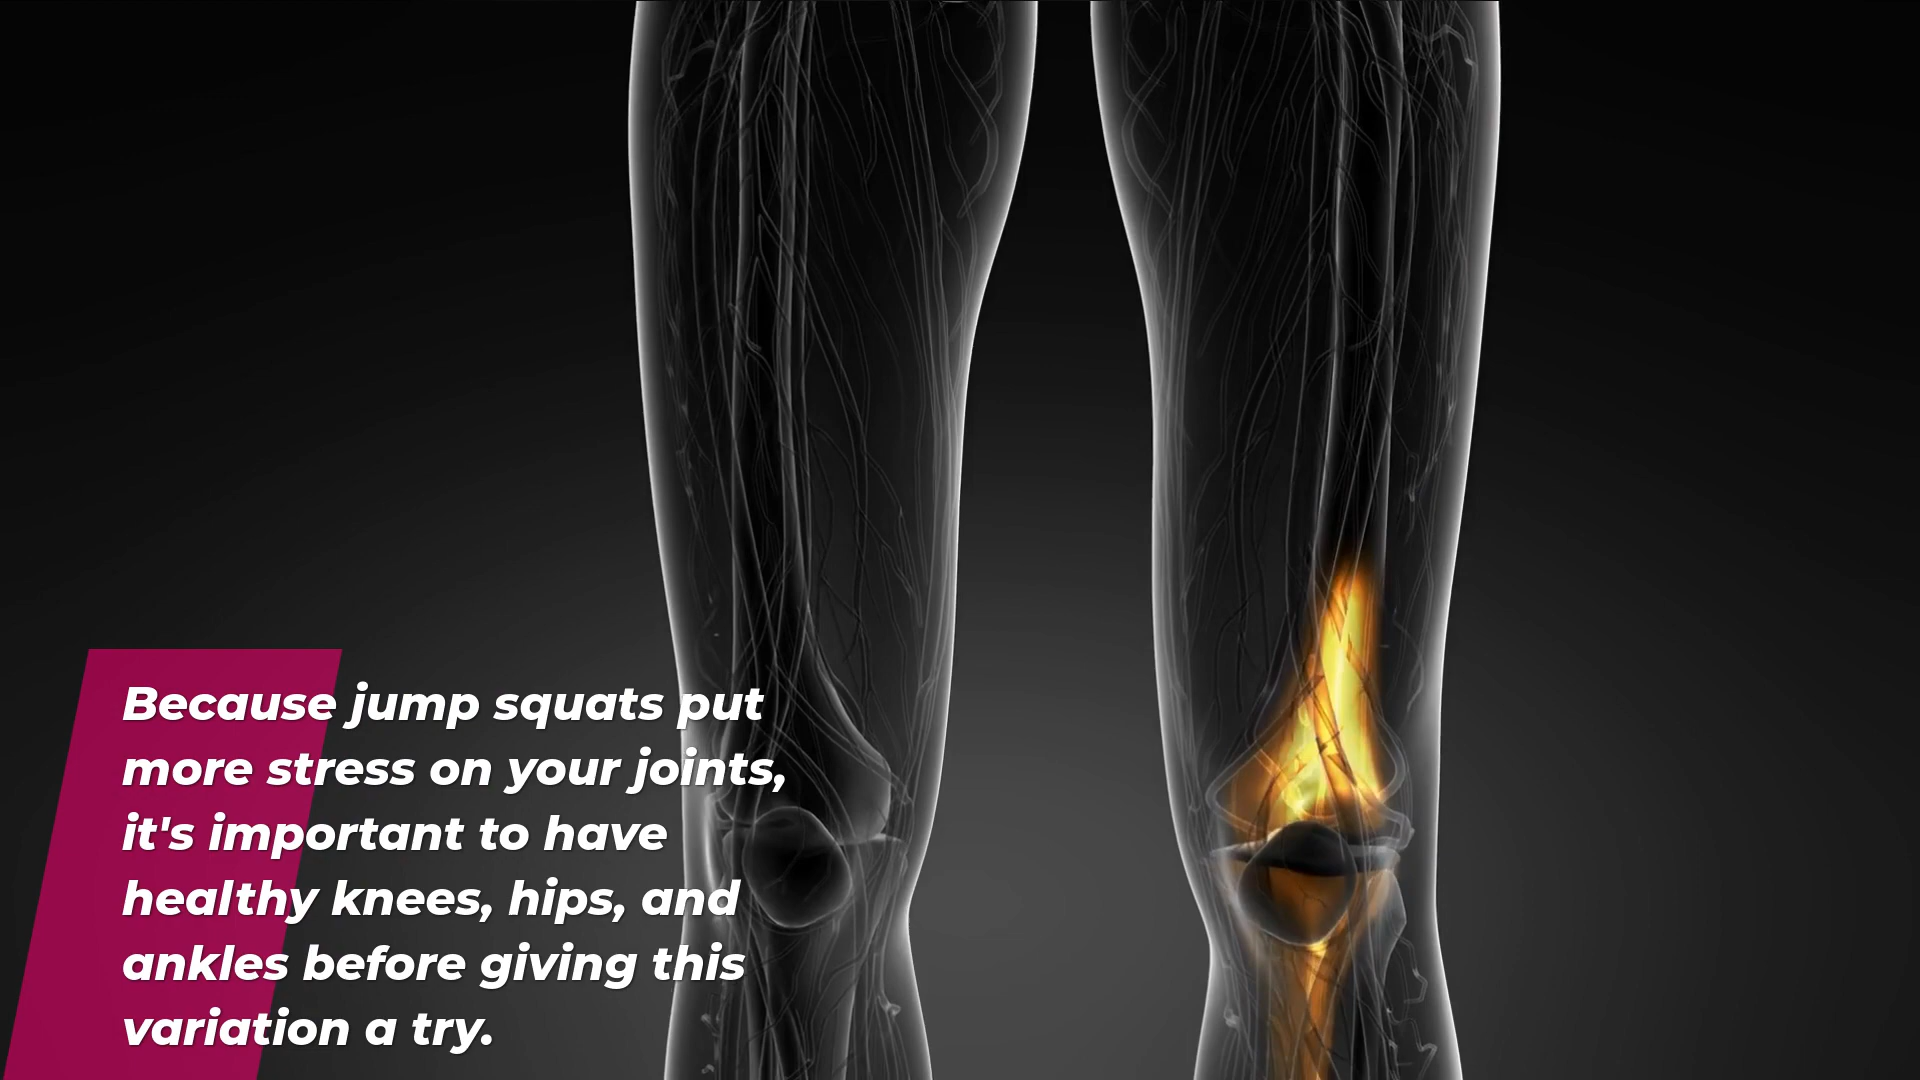 Because jump squats put
more stress on your joints,
it's important to have
healthy knees, hips, and
ankles before giving this
variation a try.